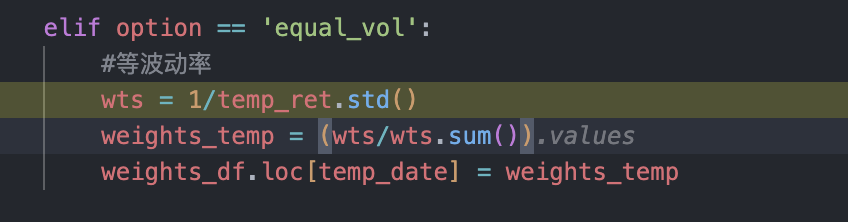 elif option == 'equal_vol':
#等波动率
wts = 1/temp_ret.std()
weights_temp = (wts/wts.sum()).values
weights_df.loc[temp_date] = weights_temp